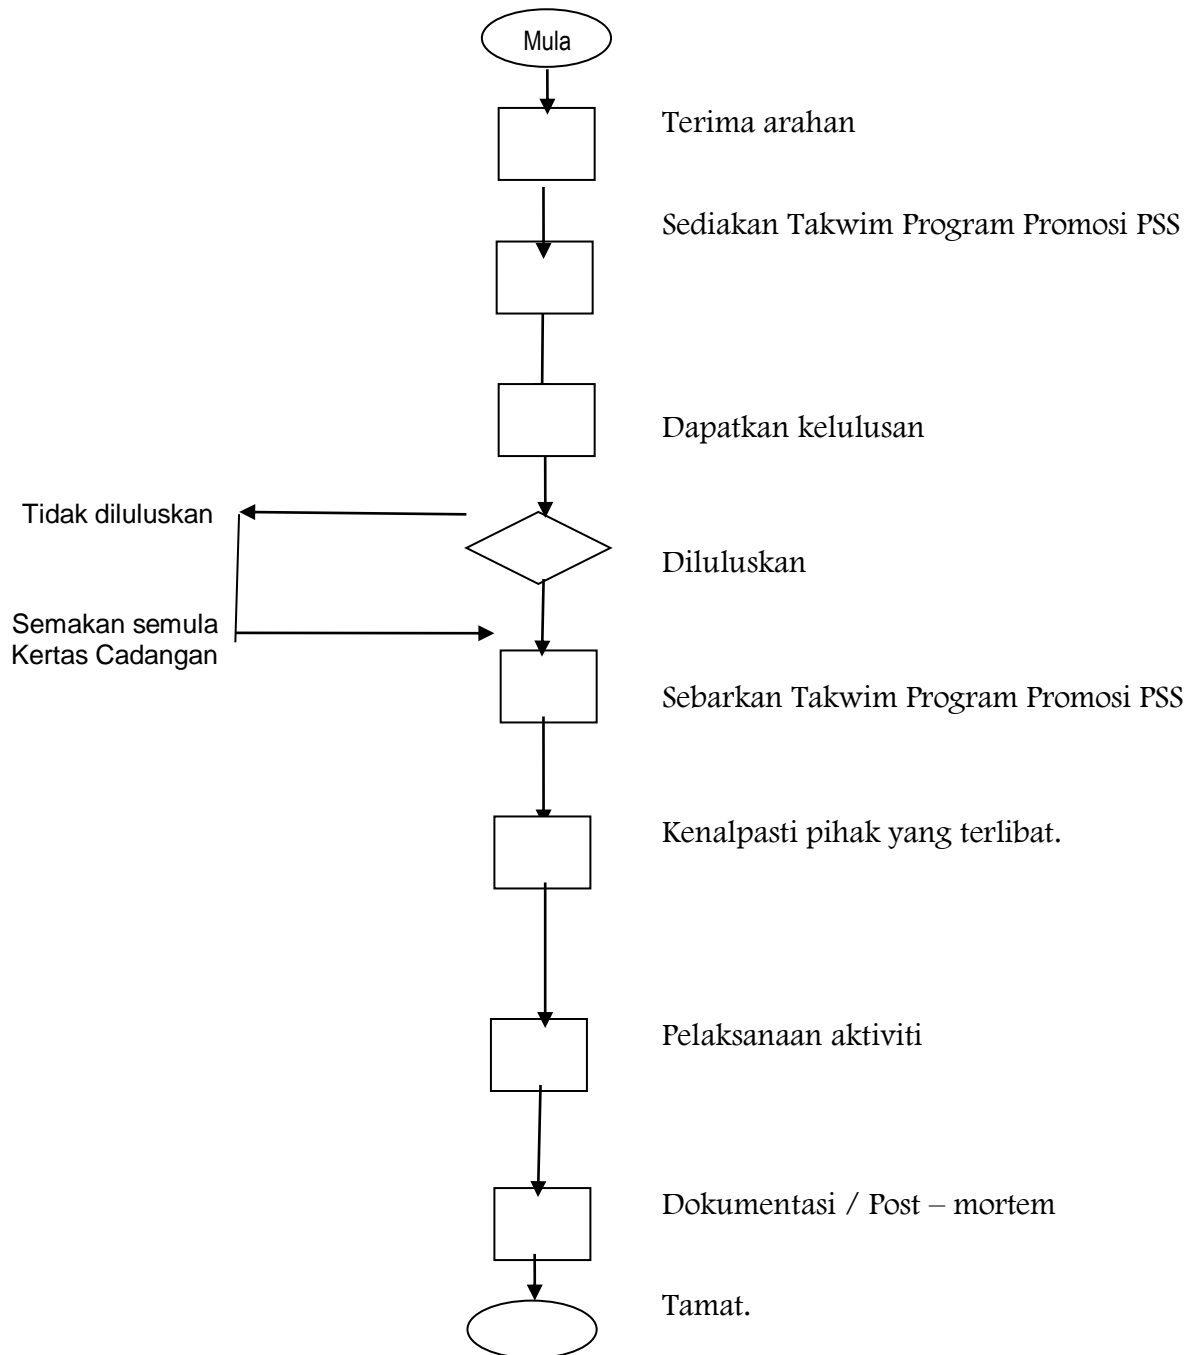 Mula
Terima arahan
Sediakan Takwim Program Promosi PSS
Dapatkan kelulusan
Tidak diluluskan
Diluluskan
Semakan semula
Kertas Cadangan
Sebarkan Takwim Program Promosi PSS
Kenalpasti pihak yang terlibat.
Pelaksanaan aktiviti
Dokumentasi / Post – mortem
Tamat.